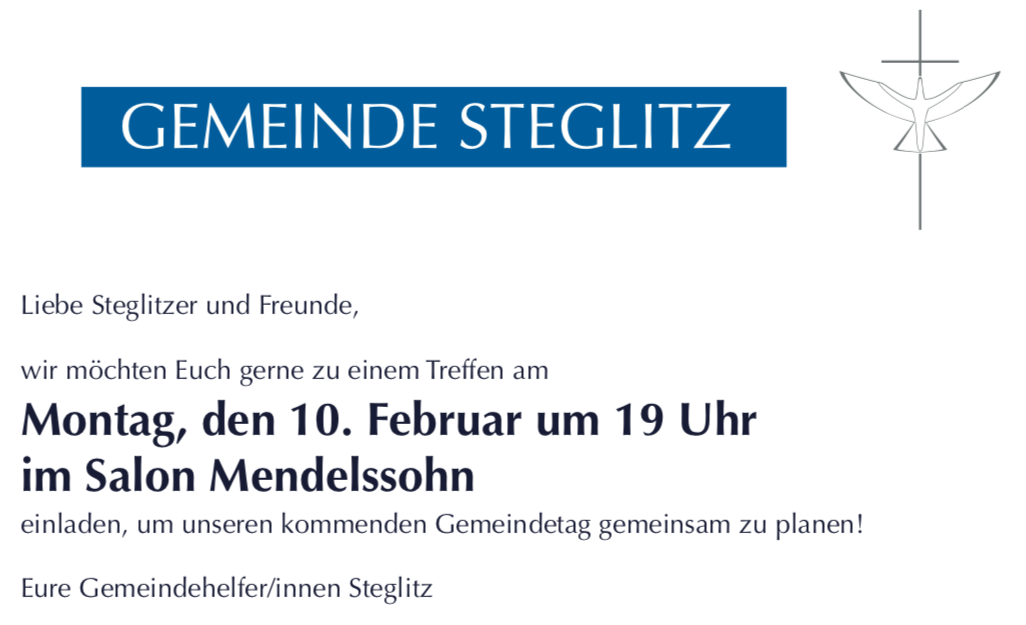 GEMEINDE STEGLITZ
Liebe Steglitzer und Freunde,
wir möchten Euch gerne zu einem Treffen am
Montag, den 10. Februar um 19 Uhr
im Salon Mendelssohn
einladen, um unseren kommenden Gemeindetag gemeinsam zu planen!
Eure Gemeindehelfer/innen Steglitz